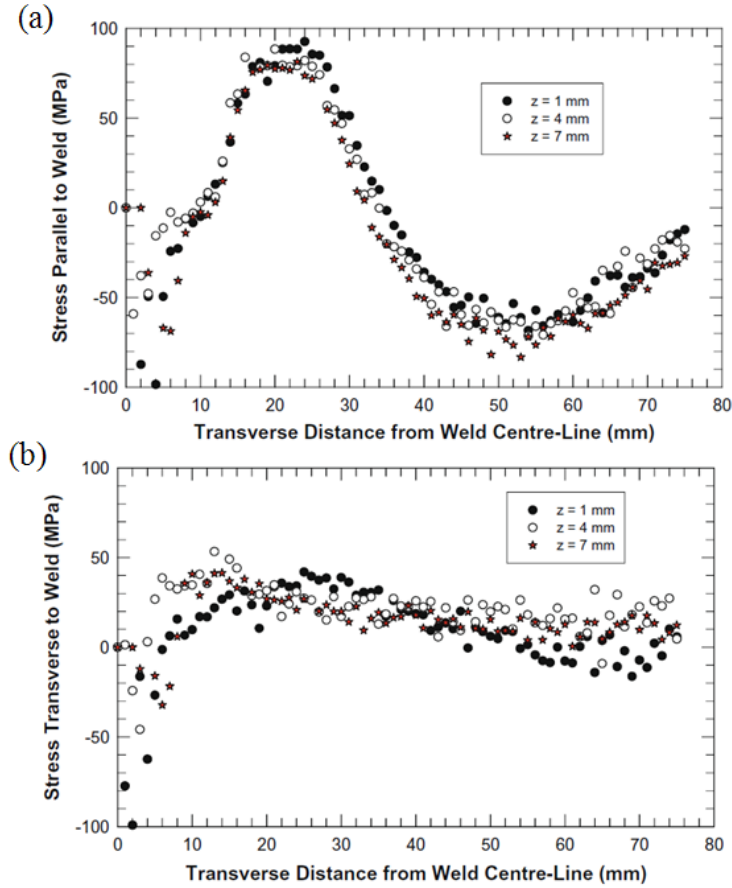 (a)
100
50
0
-50
-100
Stress Parallel to Weld (MPa)
z = 1 mm
z = 4 mm
z = 7 mm
0 10 20 30 40 50 60 70 80
Transverse Distance from Weld Centre-Line (mm)
(b)
100
50
0
-50
-100
Stress Transverse to Weld (MPa)
z = 1 mm
z = 4 mm
z = 7 mm
0 10 20 30 40 50 60 70 80
Transverse Distance from Weld Centre-Line (mm)